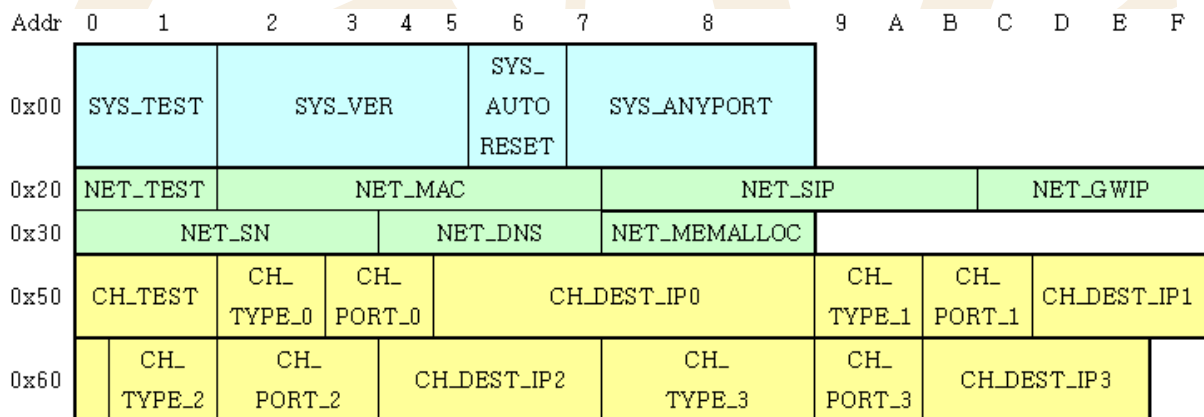 Addr 0 1 2 3 4 5 6 7 8 9 A B C D E F
SYS_
0x00 SYS_TEST SYS_VER AUTO SYS_ANYPORT
RESET
0x20 NET_TEST NET_MAC NET_SIP NET_GWIP
0x30 NET_SN NET_DNS NET_MEMALLOC
CH_ CH_ CH_ CH_
0x50 CH_TEST CH_DEST_IP0 CH_DEST_IP1
TYPE_0 PORT_0 TYPE_1 PORT_1
CH_ CH_ CH_ CH_
0x60 CH_DEST_IP2 CH_DEST_IP3
TYPE_2 PORT_2 TYPE_3 PORT_3